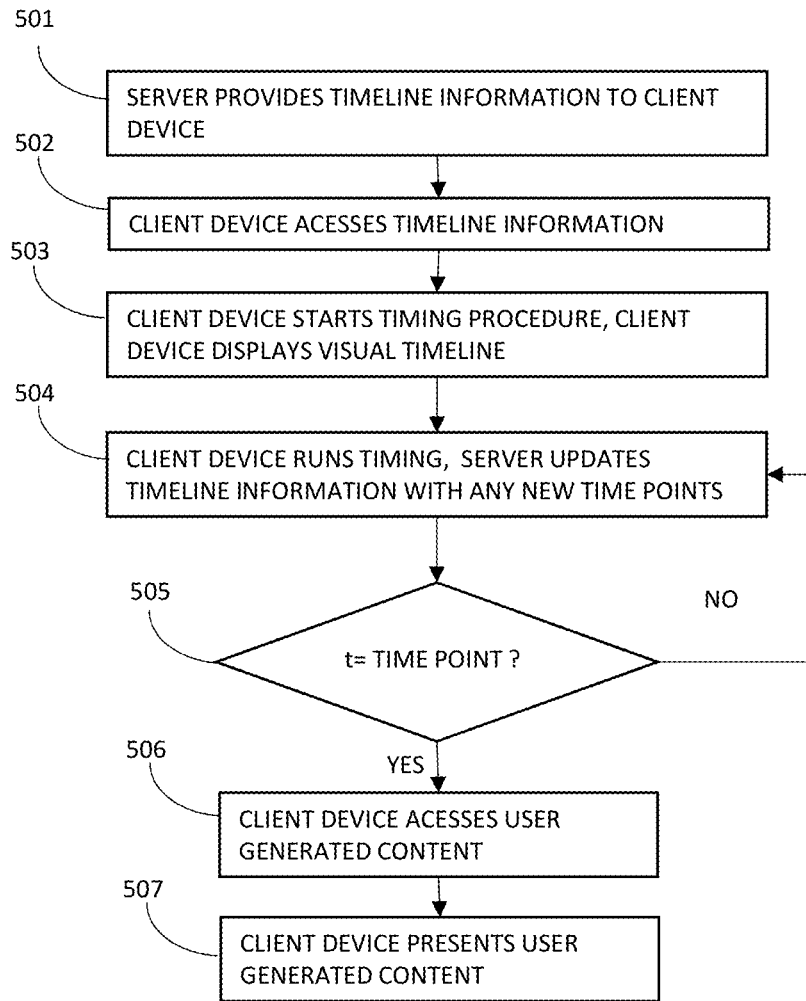 501
SERVER PROVIDES TIMELINE INFORMATION TO CLIENT
DEVICE
502
CLIENT DEVICE ACESSES TIMELINE INFORMATION
503
CLIENT DEVICE STARTS TIMING PROCEDURE, CLIENT
DEVICE DISPLAYS VISUAL TIMELINE
504
CLIENT DEVICE RUNS TIMING, SERVER UPDATES
TIMELINE INFORMATION WITH ANY NEW TIME POINTS
505
NO
t= TIME POINT ?
YES
506
CLIENT DEVICE ACESSES USER
GENERATED CONTENT
507
CLIENT DEVICE PRESENTS USER
GENERATED CONTENT